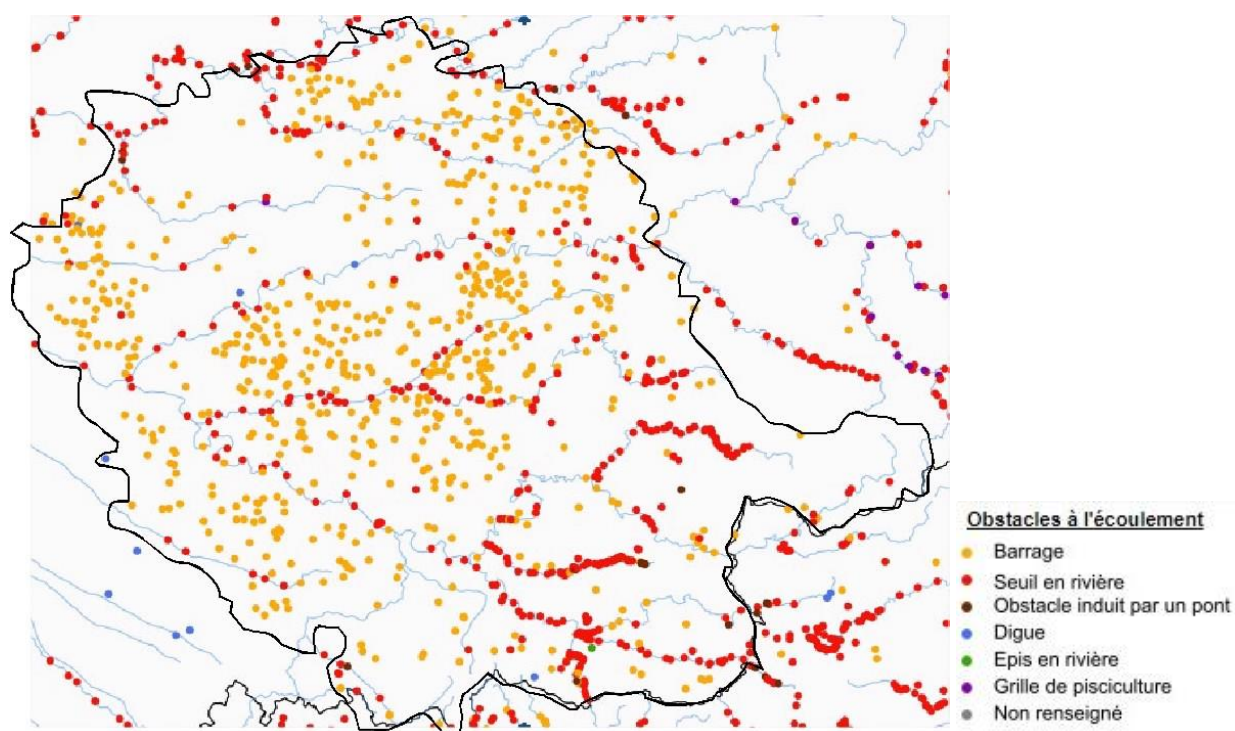 Obstacles à l'écoulement
Barrage
Seuil en rivière
Obstacle induit par un pont
Digue
Epis en rivière
Grille de pisciculture
Non renseigné